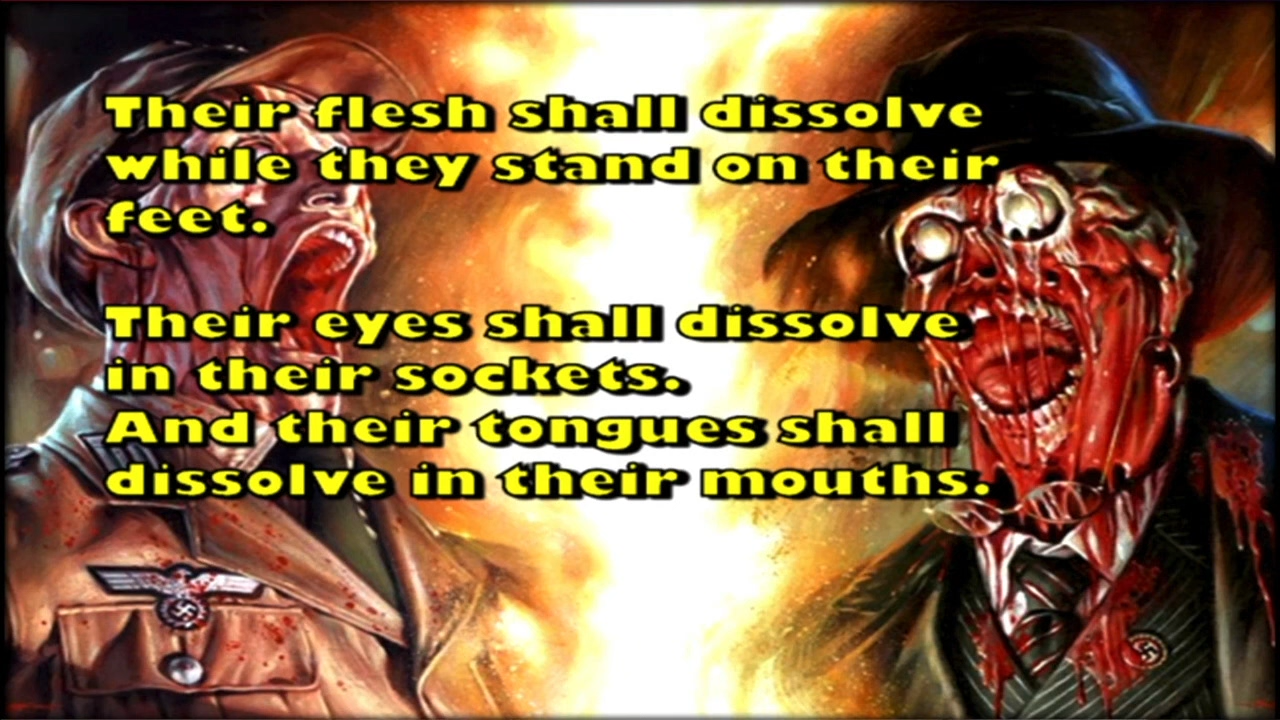 Their flesh shall dissolve
while they stand on their
feet.
Their eyes shall dissolve
in their sockets.
And their tongues shall
dissolve in their mouths.